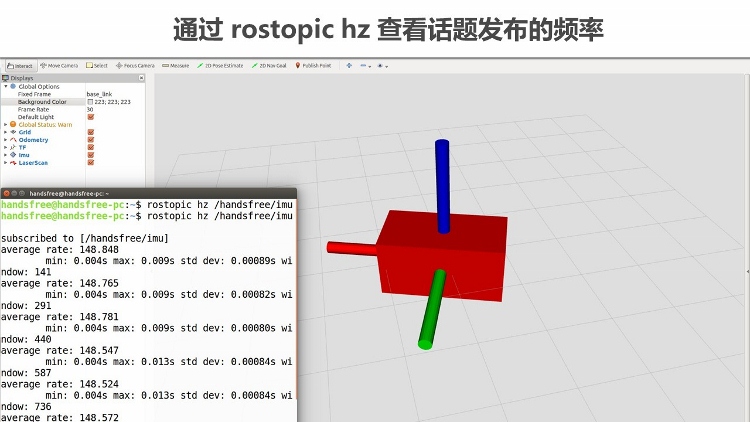 通过 rostopic hz 查看话题发布的频率
Interact Move Camera Select Focus Camera Measure 2D Pose Estimate 2D Nav Goal Publish Point
Displays
Global Options
Fixed Frame base_link
Background Color 223; 223; 223
Frame Rate 30
Default Light
Global Status: Warn
Grid
Odometry
TF
Imu
LaserScan
handsfree@handsfree-pc: ~
handsfree@handsfree-pc:~$ rostopic hz /handsfree/imu
handsfree@handsfree-pc:~$ rostopic hz /handsfree/imu
subscribed to [/handsfree/imu]
average rate: 148.848
min: 0.004s max: 0.009s std dev: 0.00089s wi
ndow: 141
average rate: 148.765
min: 0.004s max: 0.009s std dev: 0.00082s wi
ndow: 291
average rate: 148.781
min: 0.004s max: 0.009s std dev: 0.00080s wi
ndow: 440
average rate: 148.547
min: 0.004s max: 0.013s std dev: 0.00084s wi
ndow: 587
average rate: 148.524
min: 0.004s max: 0.013s std dev: 0.00084s wi
ndow: 736
average rate: 148.572